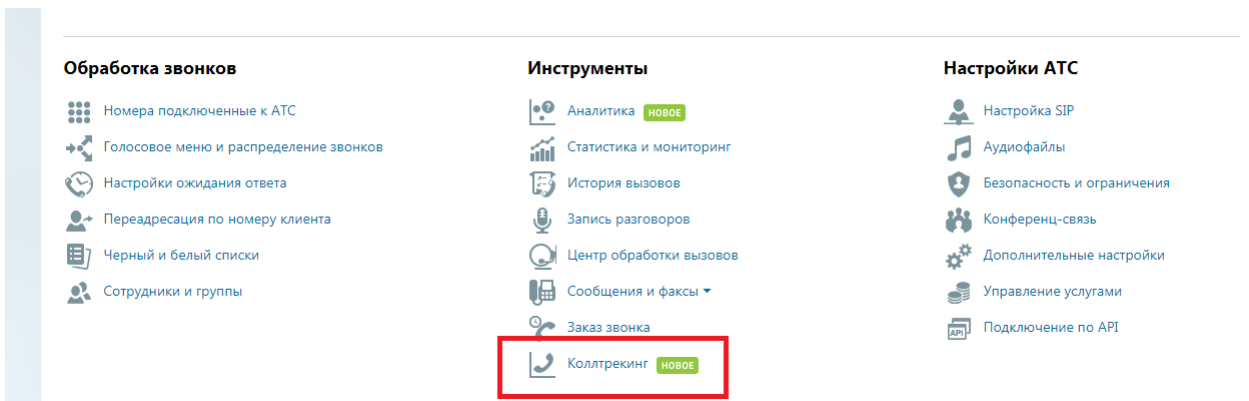 Обработка звонков
Номера подключенные к АТС
Голосовое меню и распределение звонков
Настройки ожидания ответа
Переадресация по номеру клиента
Черный и белый списки
Сотрудники и группы
Инструменты
Аналитика НОВОЕ
Статистика и мониторинг
История вызовов
Запись разговоров
Центр обработки вызовов
Сообщения и факсы
Заказ звонка
Коллтрекинг НОВОЕ
Настройки АТС
Настройка SIP
Аудиофайлы
Безопасность и ограничения
Конференц-связь
Дополнительные настройки
Управление услугами
API Подключение по API